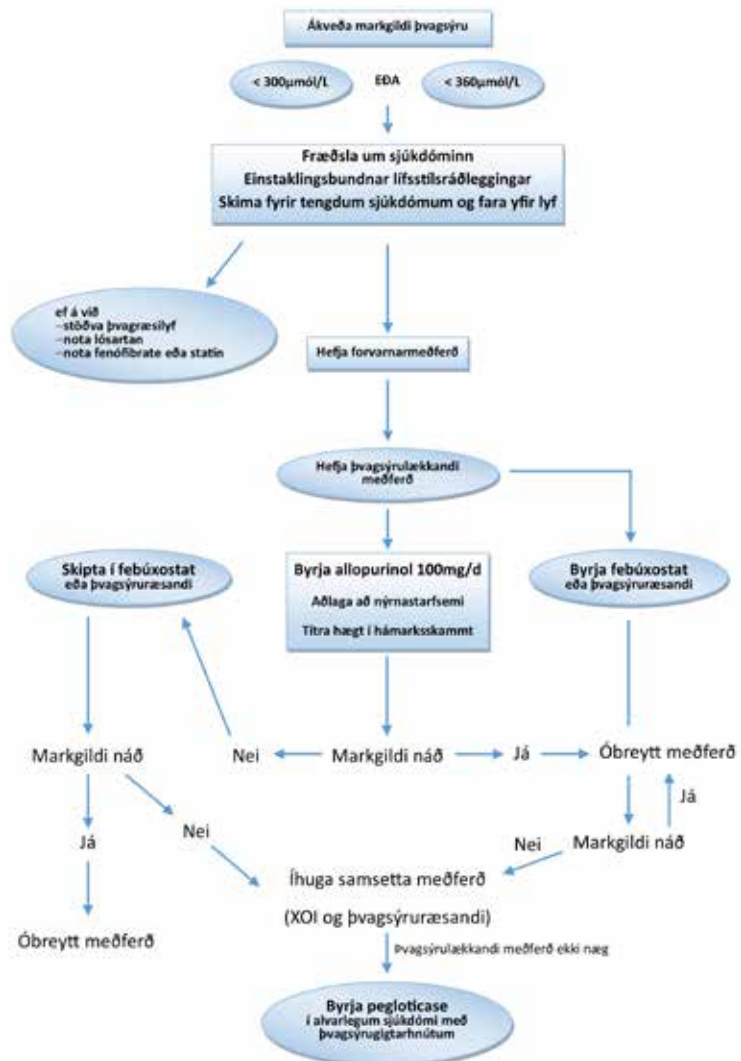 Ákveða markgildi þvagsýru
< 300µmól/L EÐA < 360µmól/L
Fræðsla um sjúkdóminn
Einstaklingsbundnar lífsstílsráðleggingar
Skima fyrir tengdum sjúkdómum og fara yfir lyf
ef á við
–stöðva þvagræsilyf
–nota lósartan
–nota fenófibrate eða statín
Hefja forvarnarmeðferð
Hefja þvagsýrulækkandi
meðferð
Skipta í febúxostat
eða þvagsýruræsandi
Byrja allopurinol 100mg/d
Aðlaga að nýrnastarfsemi
Títra hægt í hámarksskammt
Byrja febúxostat
eða þvagsýruræsandi
Markgildi náð
Nei
Markgildi náð
Já
Óbreytt meðferð
Já
Nei
Óbreytt meðferð
Já
Nei
Markgildi náð
Íhuga samsetta meðferð
(XOI og þvagsýruræsandi)
Þvagsýrulækkandi meðferð ekki næg
Byrja pegloticase
í alvarlegum sjúkdómi með
þvagsýrugigtarhnútum